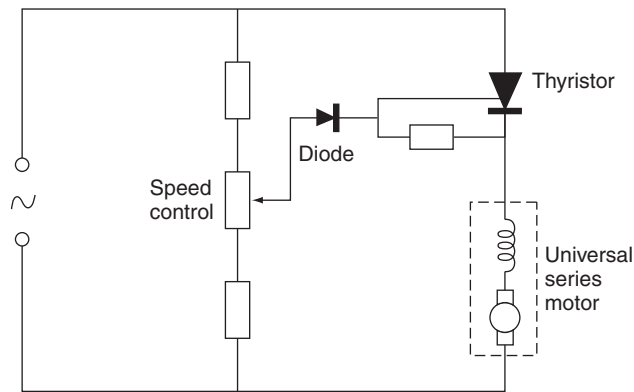 Thyristor
Diode
Speed
control
Universal
series
motor